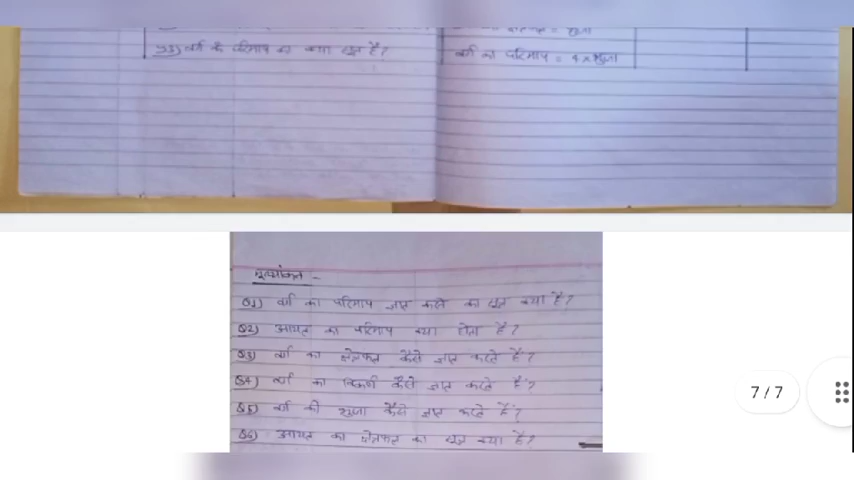 वर्ग के परिमाप का क्या सूत्र है?
वर्ग का परिमाप = 4 × भुजा
मूल्यांकन -
Q1) वर्ग का परिमाप ज्ञात करने का सूत्र क्या है?
Q2) आयत का परिमाप क्या होता है?
Q3) वर्ग का क्षेत्रफल कैसे ज्ञात करते हैं?
Q4) वर्ग का विकर्ण कैसे ज्ञात करते हैं?
Q5) वर्ग की भुजा कैसे ज्ञात करते हैं?
Q6) आयत का क्षेत्रफल का सूत्र क्या है?
7 / 7